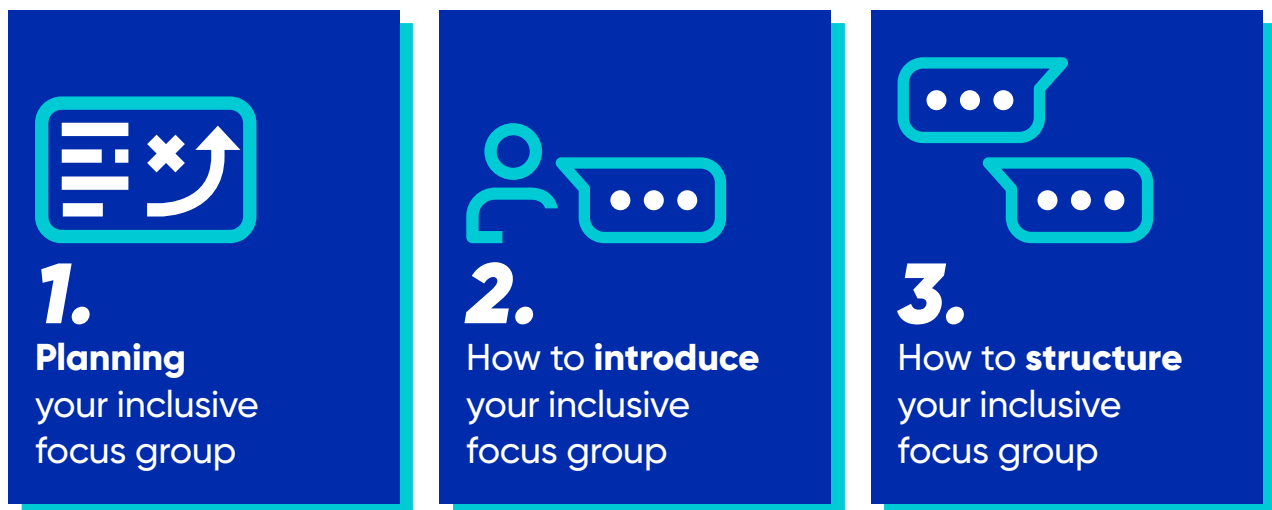 1.
Planning
your inclusive
focus group
2.
How to introduce
your inclusive
focus group
3.
How to structure
your inclusive
focus group